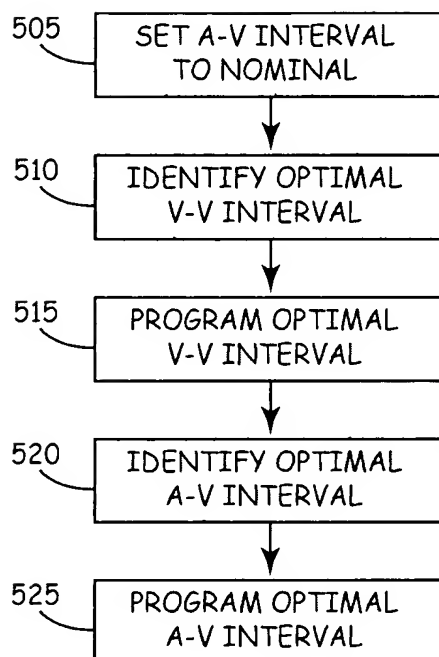 505
SET A-V INTERVAL
TO NOMINAL
510
IDENTIFY OPTIMAL
V-V INTERVAL
515
PROGRAM OPTIMAL
V-V INTERVAL
520
IDENTIFY OPTIMAL
A-V INTERVAL
525
PROGRAM OPTIMAL
A-V INTERVAL